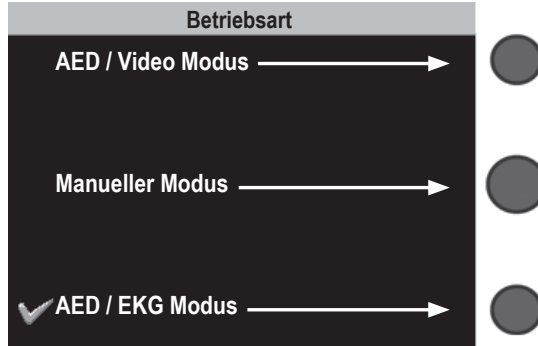 Betriebsart
AED / Video Modus
Manueller Modus
AED / EKG Modus